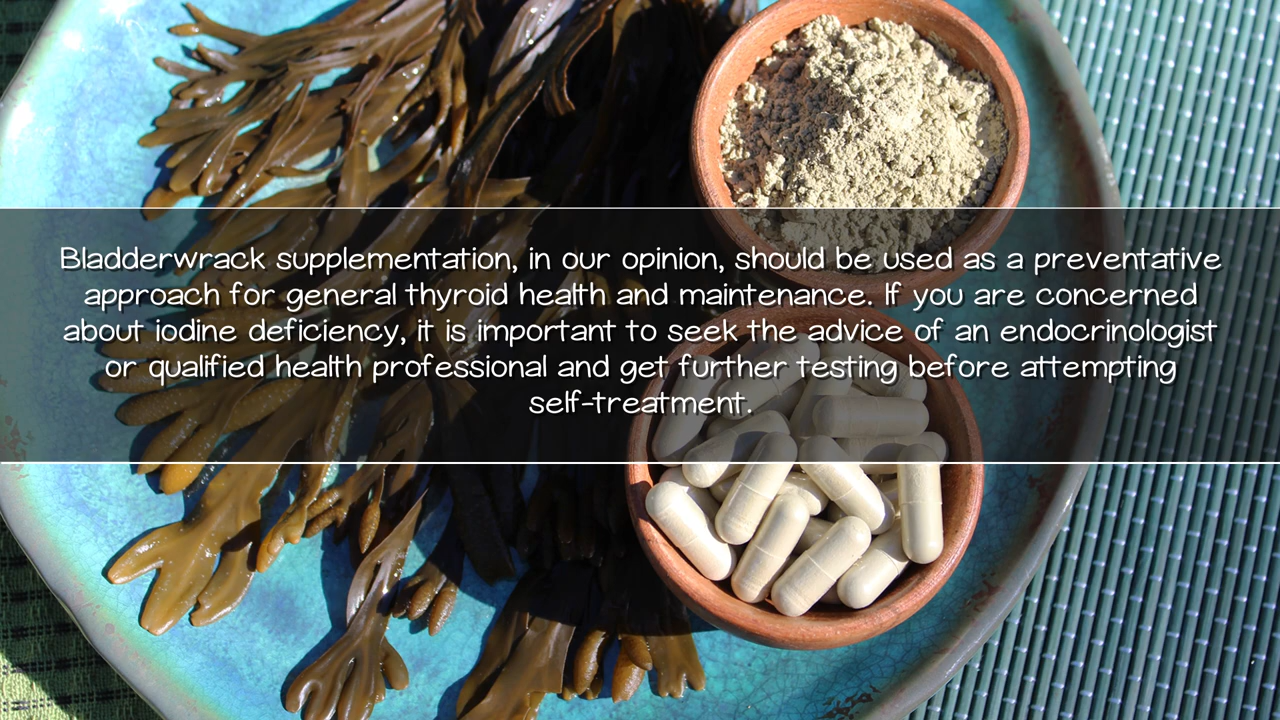 Bladderwrack supplementation, in our opinion, should be used as a preventative
approach for general thyroid health and maintenance. If you are concerned
about iodine deficiency, it is important to seek the advice of an endocrinologist
or qualified health professional and get further testing before attempting
self-treatment.